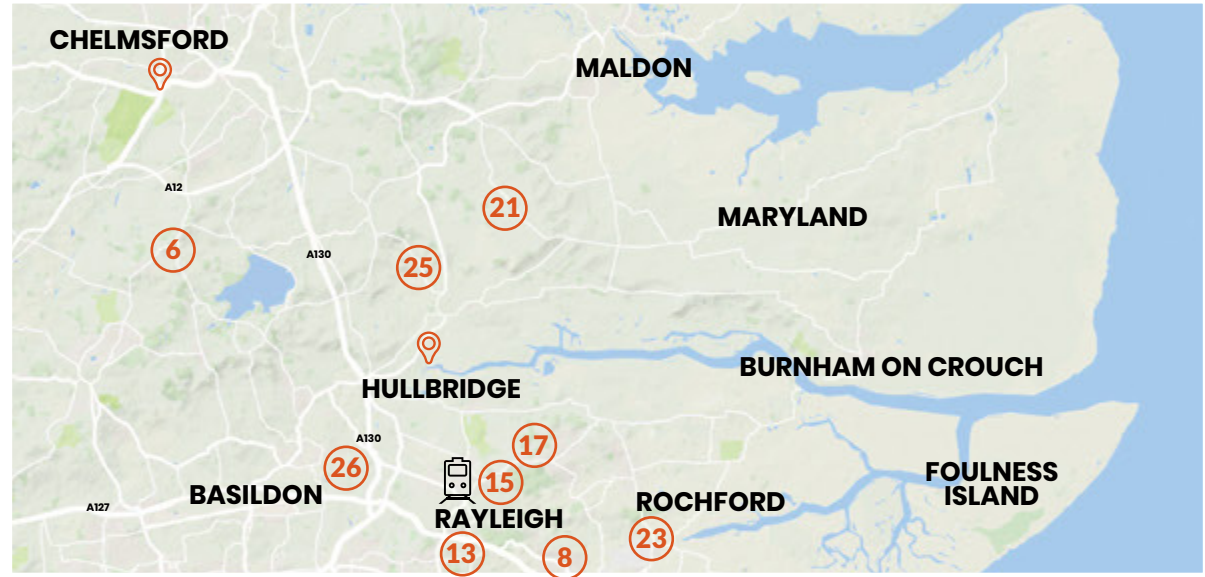 CHELMSFORD
MALDON
A12
21
MARYLAND
6
A130
25
HULLBRIDGE
BURNHAM ON CROUCH
A130
17
26
15
BASILDON
FOULNESS
ISLAND
ROCHFORD
A127
RAYLEIGH
13
8
23